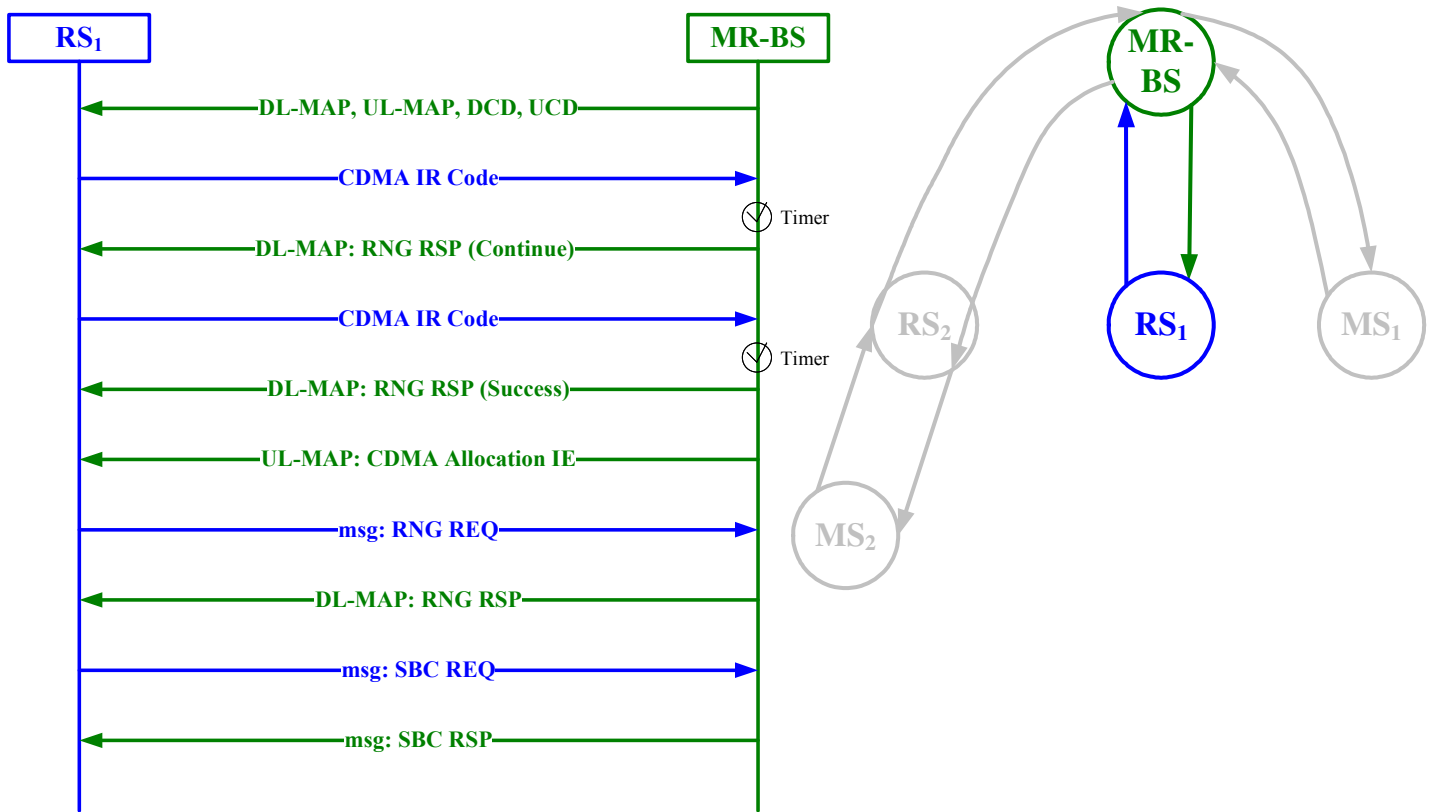 RS₁
MR-BS
DL-MAP, UL-MAP, DCD, UCD
CDMA IR Code
Timer
DL-MAP: RNG RSP (Continue)
CDMA IR Code
Timer
DL-MAP: RNG RSP (Success)
UL-MAP: CDMA Allocation IE
msg: RNG REQ
DL-MAP: RNG RSP
msg: SBC REQ
msg: SBC RSP
MR-
BS
RS₂
RS₁
MS₁
MS₂